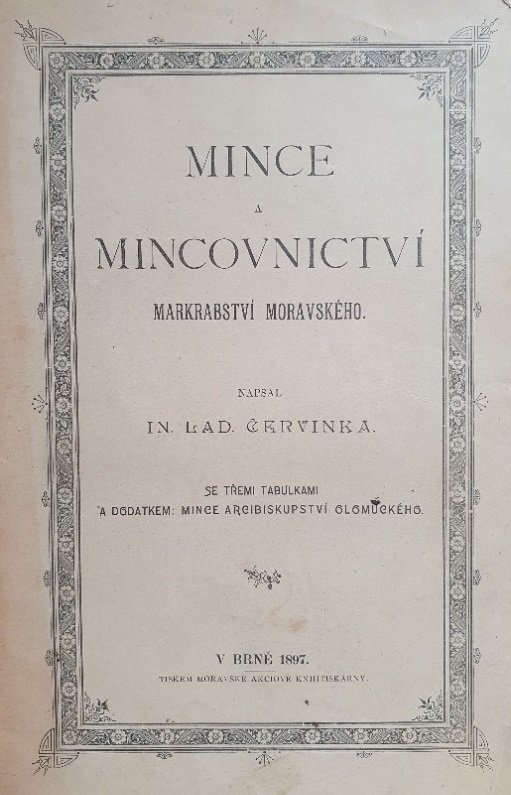 MINCE
A
MINCOVNICTVÍ
MARKRABSTVÍ MORAVSKÉHO.
NAPSAL
IN. LAD. ČERVINKA.
SE TŘEMI TABULKAMI
A DODATKEM: MINCE ARCIBISKUPSTVÍ OLOMUCKÉHO.
V BRNĚ 1897.
TISKEM MORAVSKÉ AKCIOVÉ KNIHTISKÁRNY.